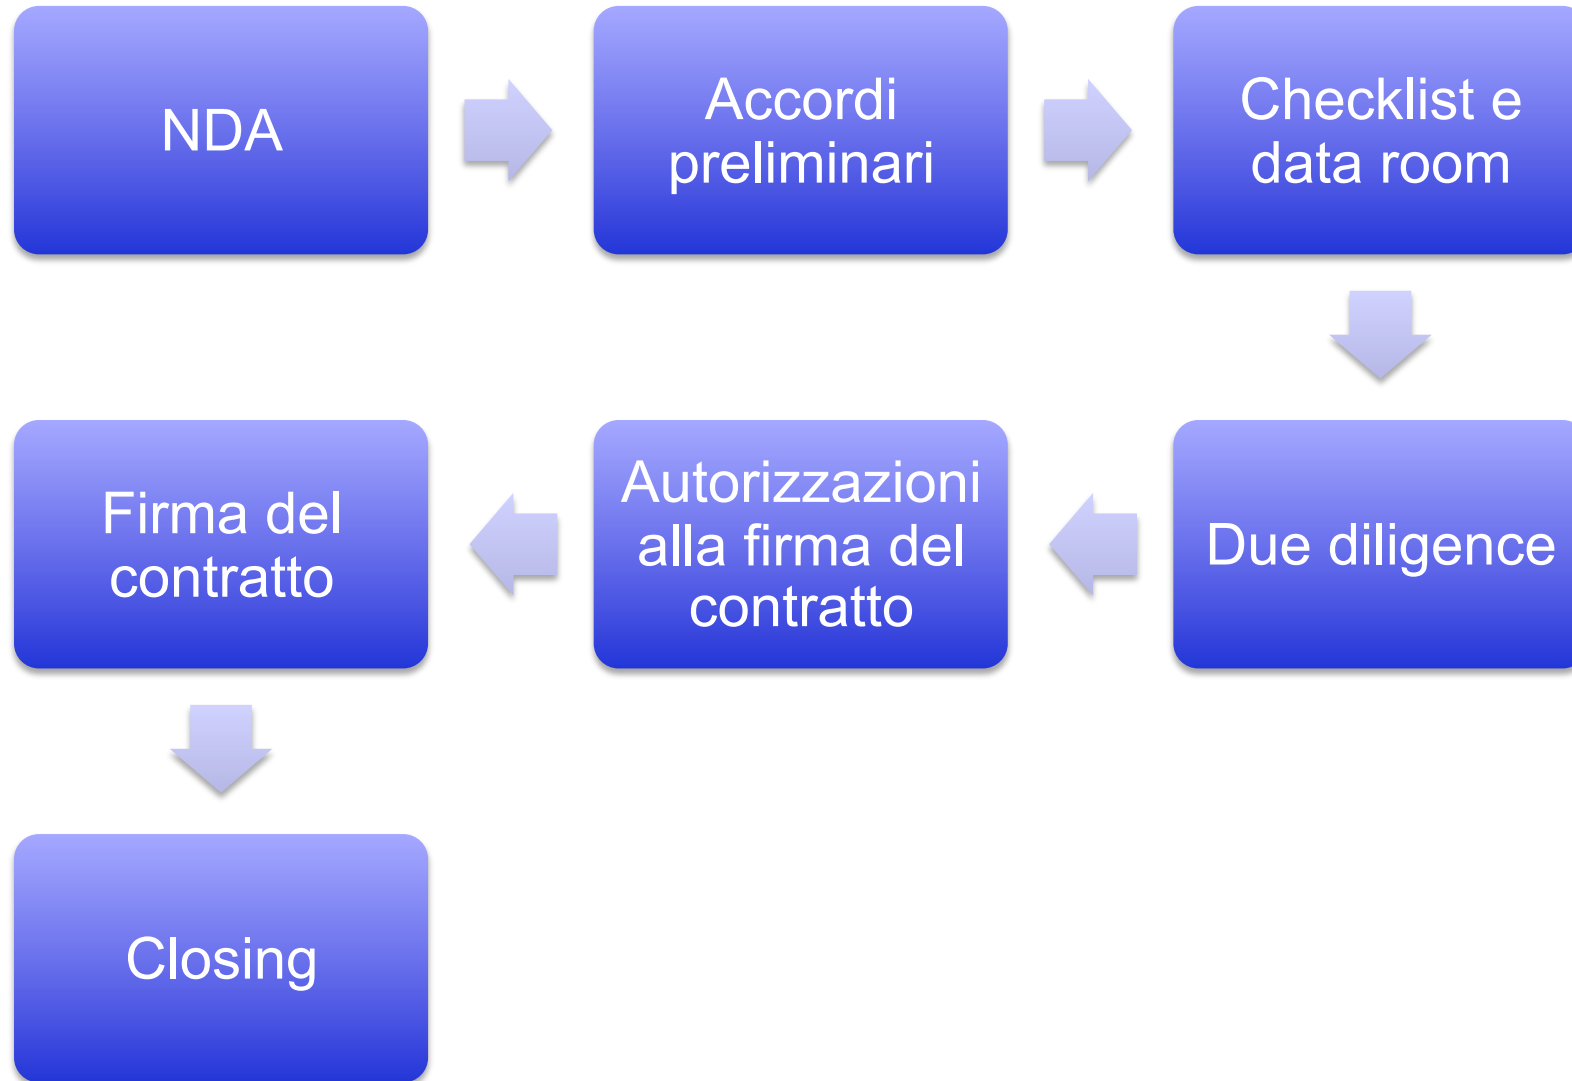 NDA
Accordi
preliminari
Checklist e
data room
Due diligence
Autorizzazioni
alla firma del
contratto
Firma del
contratto
Closing